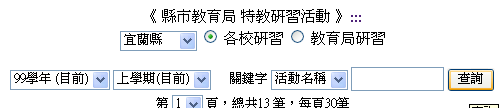 《 縣市教育局 特教研習活動 》:::
宜蘭縣 各校研習 教育局研習
99學年 (目前) 上學期(目前) 關鍵字 活動名稱 查詢
第 1 頁，總共13 筆，每頁30筆